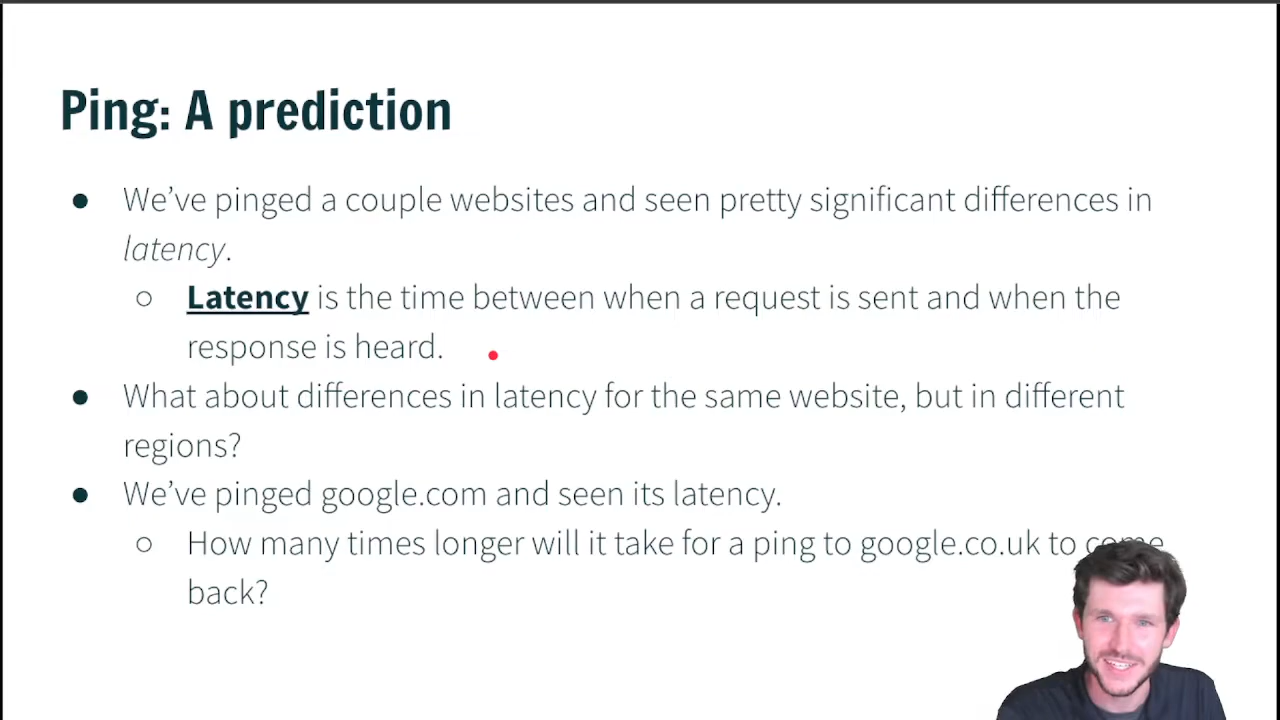 Ping: A prediction
● We’ve pinged a couple websites and seen pretty significant differences in
latency.
○ Latency is the time between when a request is sent and when the
response is heard.
● What about differences in latency for the same website, but in different
regions?
● We’ve pinged google.com and seen its latency.
○ How many times longer will it take for a ping to google.co.uk to come
back?